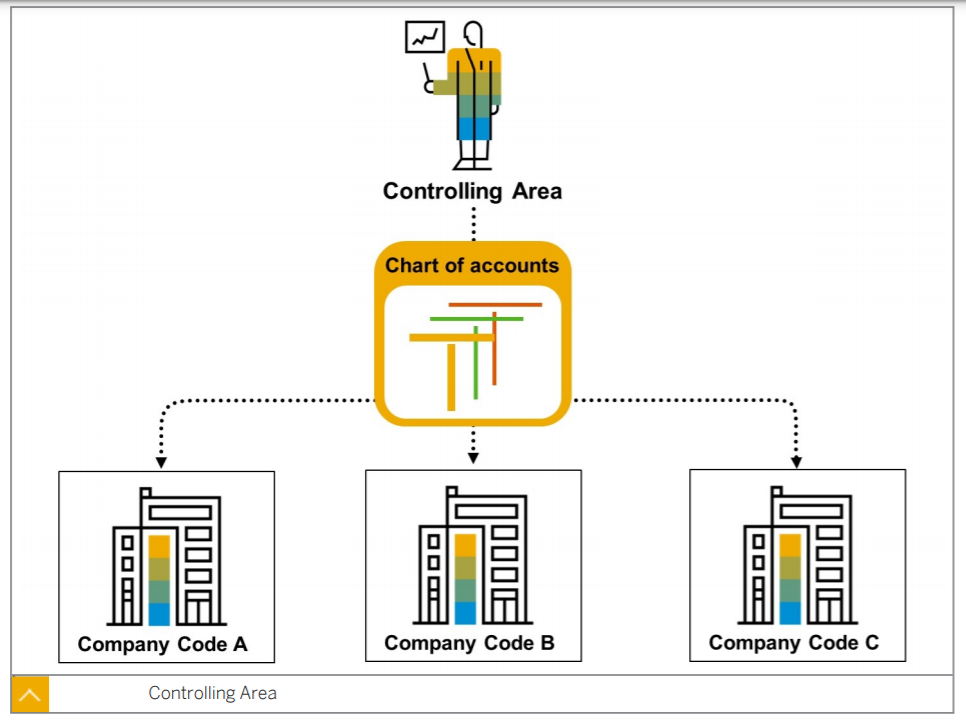 Controlling Area
Chart of accounts
Company Code A
Company Code B
Company Code C
Controlling Area